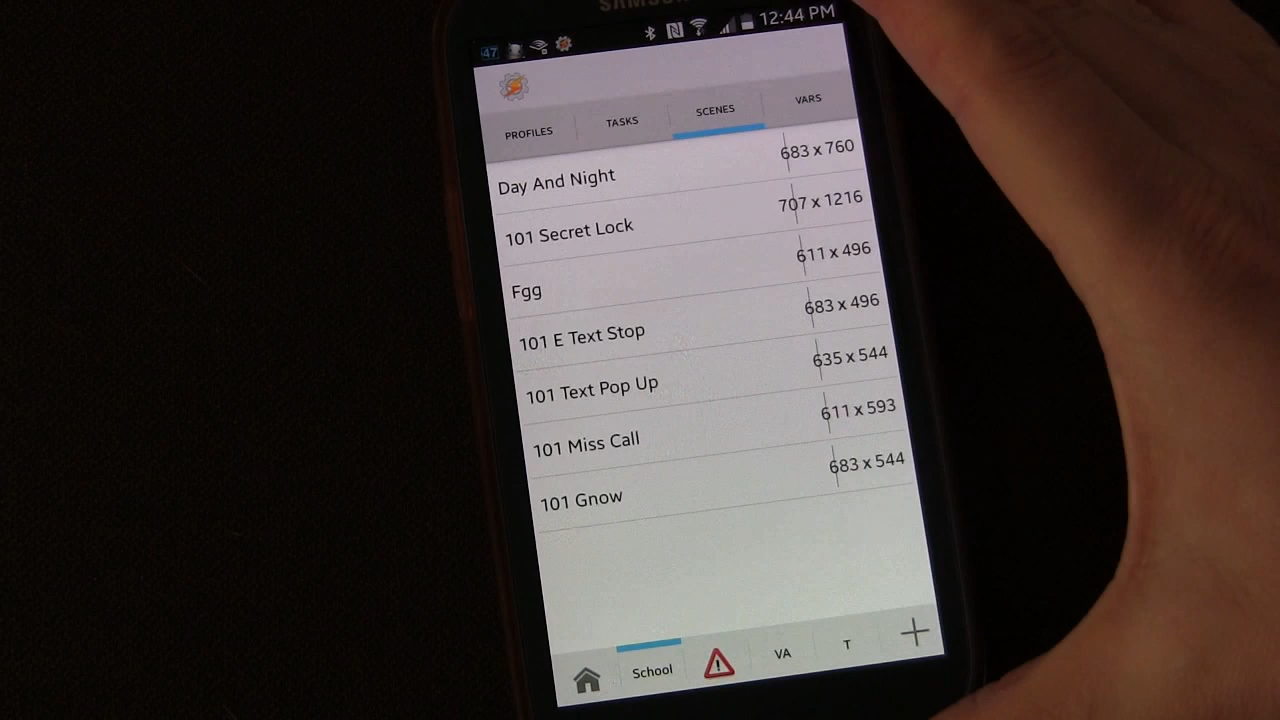 SAMSUNG
47 12:44 PM
PROFILES TASKS SCENES VARS
Day And Night 683 x 760
101 Secret Lock 707 x 1216
Fgg 611 x 496
101 E Text Stop 683 x 496
101 Text Pop Up 635 x 544
101 Miss Call 611 x 593
101 Gnow 683 x 544
School VA T